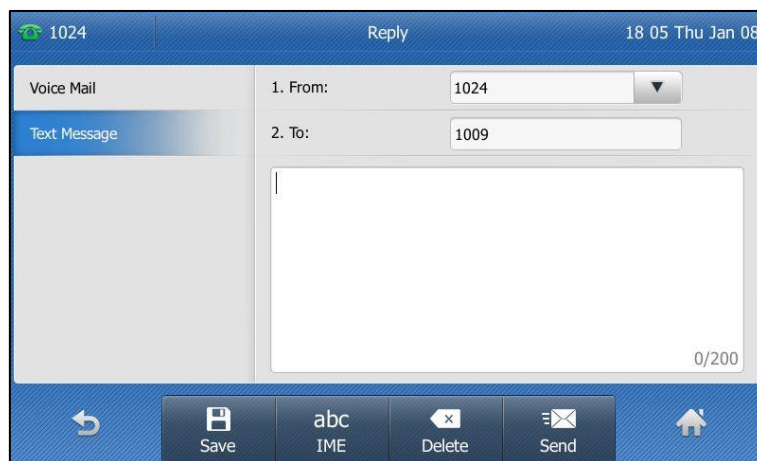 1024 Reply 18 05 Thu Jan 08
Voice Mail
Text Message
1. From: 1024
2. To: 1009
0/200
Save
abc
IME
Delete
Send